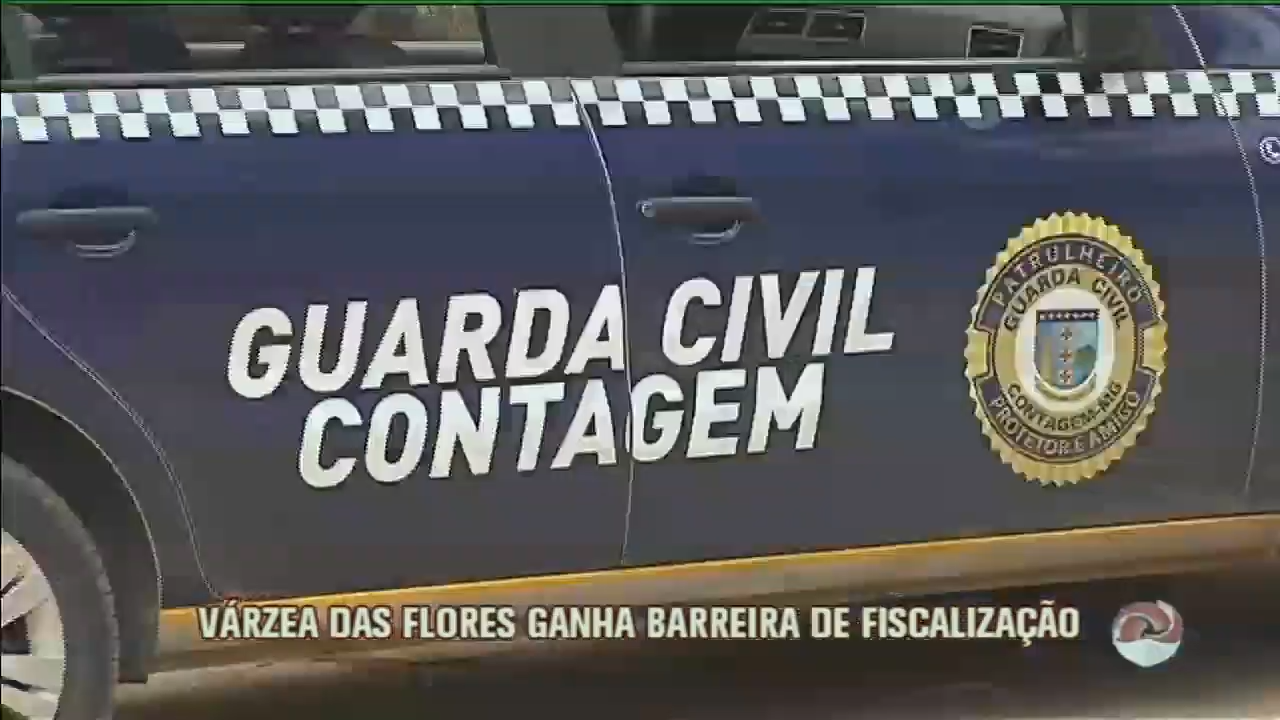 GUARDA CIVIL
CONTAGEM
PATRULHEIRO
GUARDA CIVIL
CONTAGEM-MG
PROTETOR E AMIGO
VÁRZEA DAS FLORES GANHA BARREIRA DE FISCALIZAÇÃO